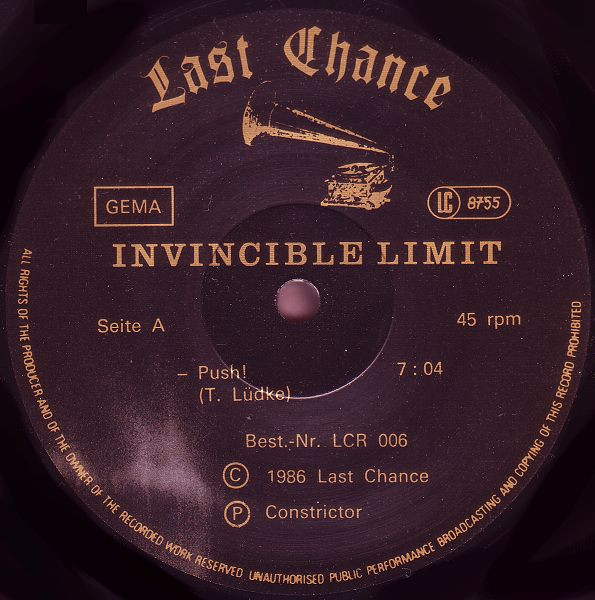 Last Chance
GEMA
LC 8755
INVINCIBLE LIMIT
Seite A
45 rpm
– Push!
7:04
(T. Lüdke)
Best.-Nr. LCR 006
© 1986 Last Chance
Ⓟ Constrictor
ALL RIGHTS OF THE PRODUCER AND OF THE OWNER OF THE RECORDED WORK RESERVED UNAUTHORISED PUBLIC PERFORMANCE BROADCASTING AND COPYING OF THIS RECORD PROHIBITED